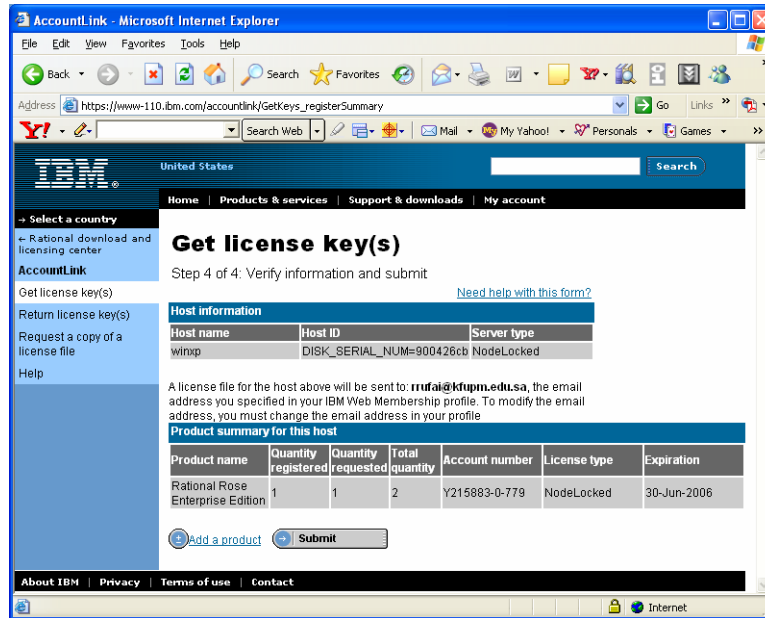 AccountLink - Microsoft Internet Explorer
File Edit View Favorites Tools Help
Back Search Favorites
Address https://www-110.ibm.com/accountlink/GetKeys_registerSummary Go Links »
Y! Search Web Mail My Yahoo! Personals Games »
IBM
United States Search
Home | Products & services | Support & downloads | My account
→ Select a country
← Rational download and
licensing center
AccountLink
Get license key(s)
Return license key(s)
Request a copy of a
license file
Help
Get license key(s)
Step 4 of 4: Verify information and submit
Need help with this form?
Host information
Host name Host ID Server type
winxp DISK_SERIAL_NUM=900426cb NodeLocked
A license file for the host above will be sent to: rrufai@kfupm.edu.sa, the email
address you specified in your IBM Web Membership profile. To modify the email
address, you must change the email address in your profile
Product summary for this host
Product name Quantity registered Quantity requested Total quantity Account number License type Expiration
Rational Rose Enterprise Edition 1 1 2 Y215883-0-779 NodeLocked 30-Jun-2006
Add a product Submit
About IBM | Privacy | Terms of use | Contact
Internet